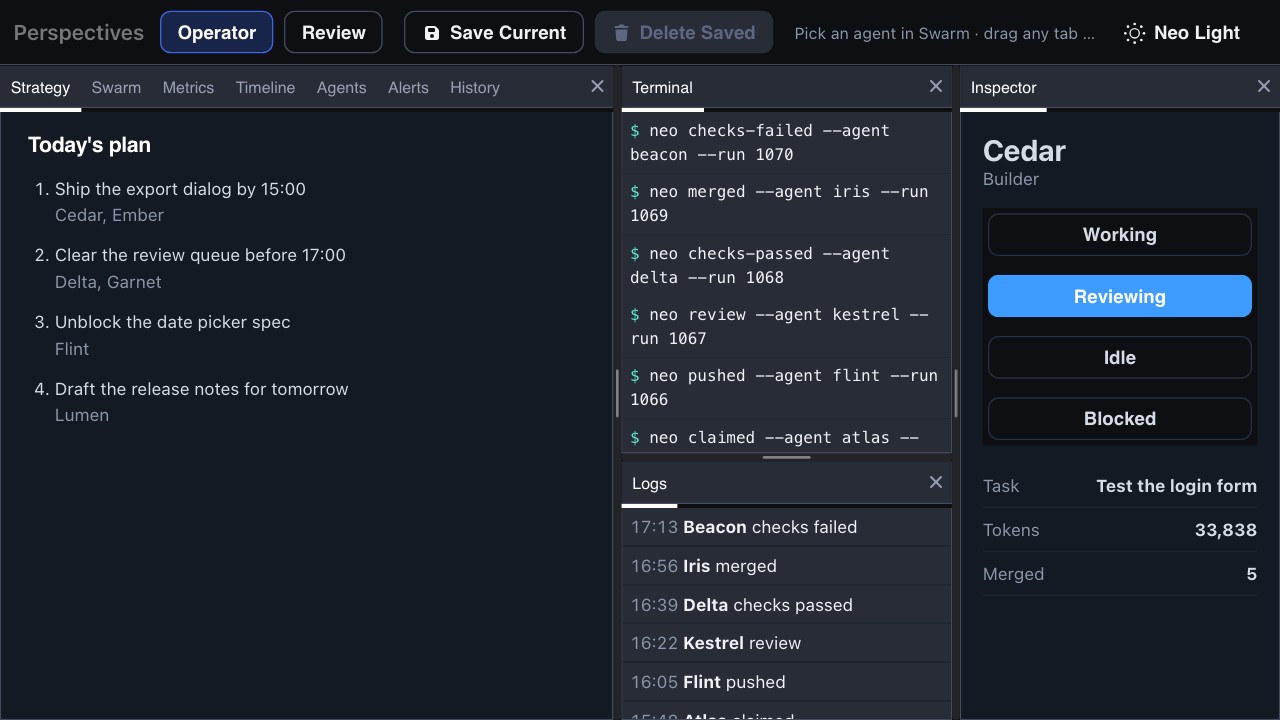 Perspectives
Operator
Review
Save Current
Delete Saved
Pick an agent in Swarm · drag any tab ...
Neo Light
Strategy
Swarm
Metrics
Timeline
Agents
Alerts
History
Today's plan
1. Ship the export dialog by 15:00
Cedar, Ember
2. Clear the review queue before 17:00
Delta, Garnet
3. Unblock the date picker spec
Flint
4. Draft the release notes for tomorrow
Lumen
Terminal
$ neo checks-failed --agent
beacon --run 1070
$ neo merged --agent iris --run
1069
$ neo checks-passed --agent
delta --run 1068
$ neo review --agent kestrel --
run 1067
$ neo pushed --agent flint --run
1066
$ neo claimed --agent atlas --
Logs
17:13 Beacon checks failed
16:56 Iris merged
16:39 Delta checks passed
16:22 Kestrel review
16:05 Flint pushed
15:48 Atlas claimed
Inspector
Cedar
Builder
Working
Reviewing
Idle
Blocked
Task Test the login form
Tokens 33,838
Merged 5